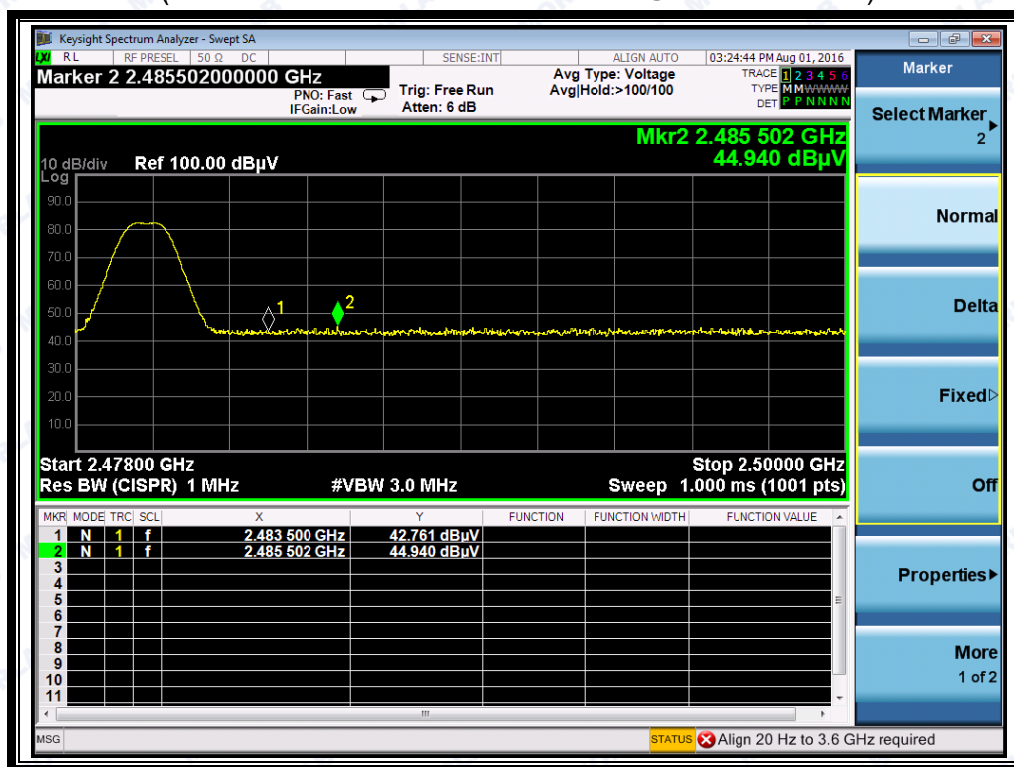 Keysight Spectrum Analyzer - Swept SA
LXI RL RF PRESEL 50 Ω DC SENSE:INT ALIGN AUTO 03:24:44 PM Aug 01, 2016
Marker 2 2.485502000000 GHz
PNO: Fast
IFGain:Low
Trig: Free Run
Atten: 6 dB
Avg Type: Voltage
Avg|Hold:>100/100
TRACE 1 2 3 4 5 6
TYPE M M W W W W
DET P P N N N N
Mkr2 2.485 502 GHz
44.940 dBµV
10 dB/div Ref 100.00 dBµV
Log
90.0
80.0
70.0
60.0
50.0
40.0
30.0
20.0
10.0
1
2
Start 2.47800 GHz Stop 2.50000 GHz
Res BW (CISPR) 1 MHz #VBW 3.0 MHz Sweep 1.000 ms (1001 pts)
MKR MODE TRC SCL X Y FUNCTION FUNCTION WIDTH FUNCTION VALUE
1 N 1 f 2.483 500 GHz 42.761 dBµV
2 N 1 f 2.485 502 GHz 44.940 dBµV
3
4
5
6
7
8
9
10
11
MSG STATUS Align 20 Hz to 3.6 GHz required
Marker
Select Marker
2
Normal
Delta
Fixed
Off
Properties
More
1 of 2